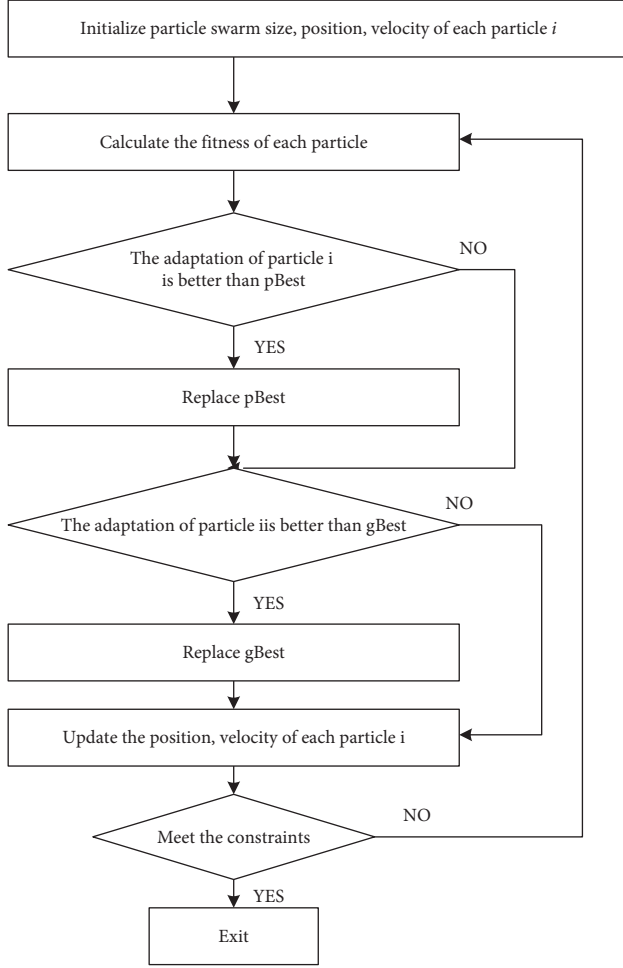 Initialize particle swarm size, position, velocity of each particle i
Calculate the fitness of each particle
The adaptation of particle i
is better than pBest
NO
YES
Replace pBest
The adaptation of particle iis better than gBest
NO
YES
Replace gBest
Update the position, velocity of each particle i
Meet the constraints
NO
YES
Exit